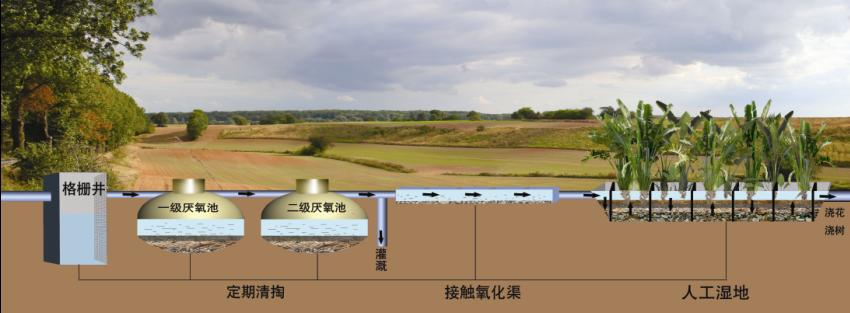 格栅井
一级厌氧池
二级厌氧池
灌溉
浇花
浇树
定期清掏
接触氧化渠
人工湿地